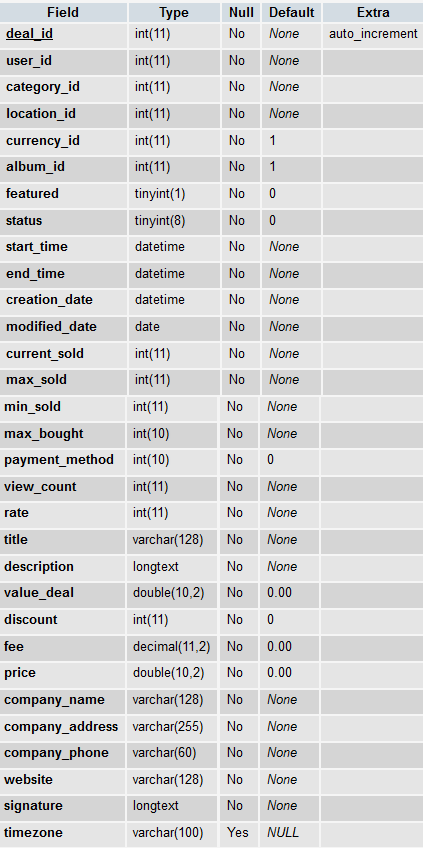 Field Type Null Default Extra
deal_id int(11) No None auto_increment
user_id int(11) No None
category_id int(11) No None
location_id int(11) No None
currency_id int(11) No 1
album_id int(11) No 1
featured tinyint(1) No 0
status tinyint(8) No 0
start_time datetime No None
end_time datetime No None
creation_date datetime No None
modified_date date No None
current_sold int(11) No None
max_sold int(11) No None
min_sold int(11) No None
max_bought int(10) No None
payment_method int(10) No 0
view_count int(11) No None
rate int(11) No None
title varchar(128) No None
description longtext No None
value_deal double(10,2) No 0.00
discount int(11) No 0
fee decimal(11,2) No 0.00
price double(10,2) No 0.00
company_name varchar(128) No None
company_address varchar(255) No None
company_phone varchar(60) No None
website varchar(128) No None
signature longtext No None
timezone varchar(100) Yes NULL